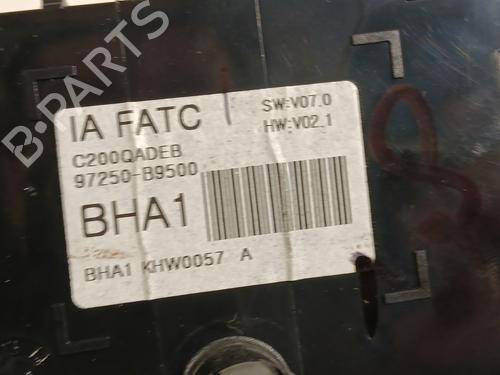 IA FATC
SW:V07.0
HW:V02.1
C200QADEB
97250-B9500
BHA1
BHA1 KHW0057 A
B-PARTS